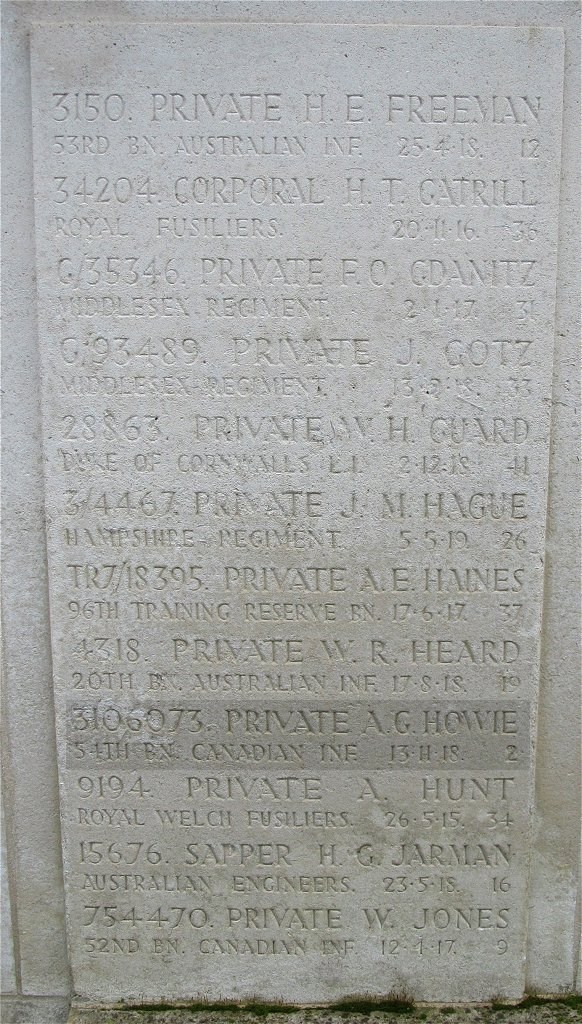 3150. PRIVATE H. E. FREEMAN
53RD BN. AUSTRALIAN INF. 25·4·18. 12
34204. CORPORAL H. T. GATRILL
ROYAL FUSILIERS. 20·11·16. 36
G/35346. PRIVATE F. O. GDANITZ
MIDDLESEX REGIMENT. 2·1·17. 31
G/93489. PRIVATE J. GOTZ
MIDDLESEX REGIMENT. 33
28863. PRIVATE W. H. GUARD
DUKE OF CORNWALLS L.I. 2·12·18. 41
3/4467. PRIVATE J. M. HAGUE
HAMPSHIRE REGIMENT. 5·5·19. 26
TR7/18395. PRIVATE A. E. HAINES
96TH TRAINING RESERVE BN. 17·6·17. 37
4318. PRIVATE W. R. HEARD
20TH BN. AUSTRALIAN INF. 17·8·18. 19
3106073. PRIVATE A. G. HOWIE
54TH BN. CANADIAN INF. 13·11·18. 2
9194. PRIVATE A. HUNT
ROYAL WELCH FUSILIERS. 26·5·15. 34
15676. SAPPER H. G. JARMAN
AUSTRALIAN ENGINEERS. 23·5·18. 16
754470. PRIVATE W. JONES
52ND BN. CANADIAN INF. 12·1·17. 9